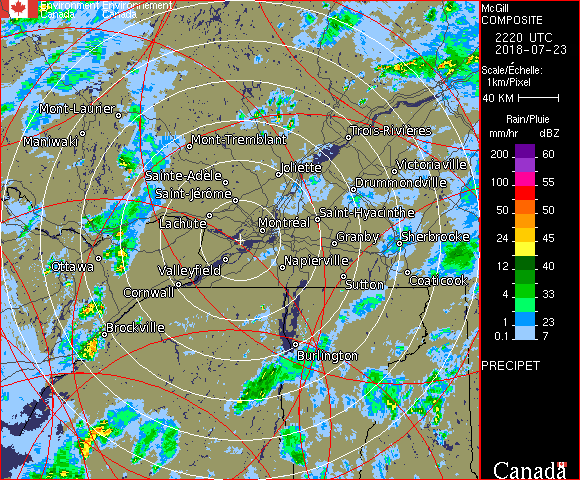 Environment Environnement
Canada Canada
Mont-Laurier
Maniwaki
Mont-Tremblant
Trois-Rivières
Joliette
Victoriaville
Sainte-Adèle
Drummondville
Saint-Jérôme
Saint-Hyacinthe
Lachute
Montréal
Granby
Sherbrooke
Ottawa
Valleyfield
Napierville
Coaticook
Cornwall
Sutton
Brockville
Burlington
McGill
COMPOSITE
2220 UTC
2018-07-23
Scale/Échelle:
1km/Pixel
40 KM
Rain/Pluie
mm/hr dBZ
200 60
100 55
50 50
24 45
12 40
4 33
1 23
0.1 7
PRECIPET
Canada